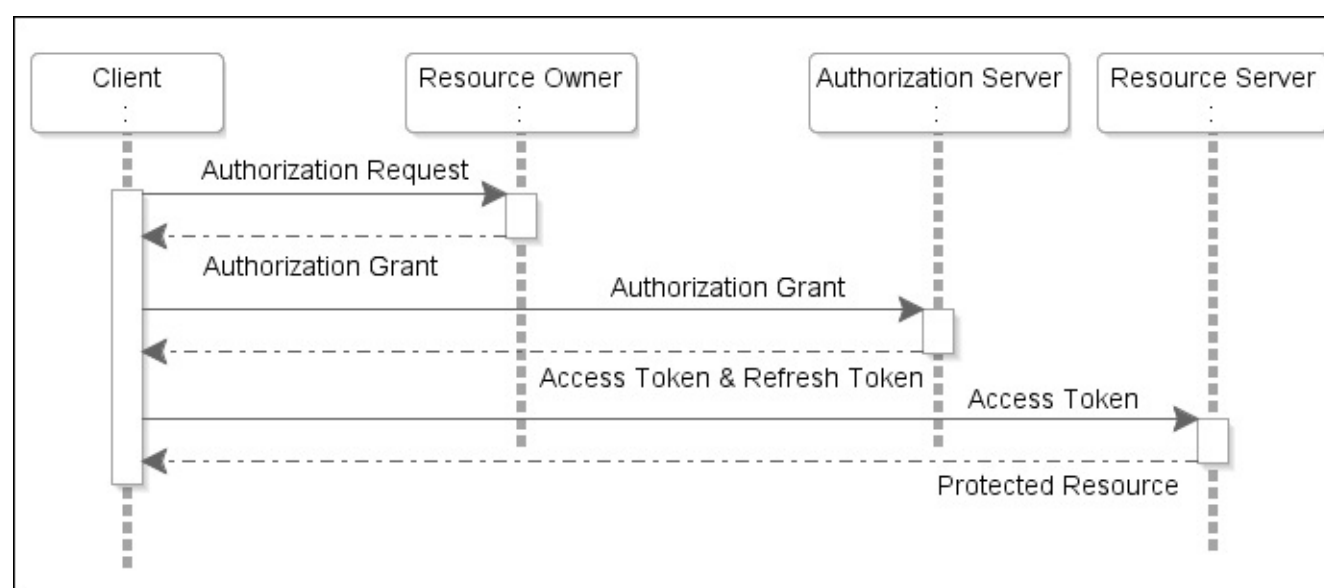 Client
:
Resource Owner
:
Authorization Server
:
Resource Server
:
Authorization Request
Authorization Grant
Authorization Grant
Access Token & Refresh Token
Access Token
Protected Resource